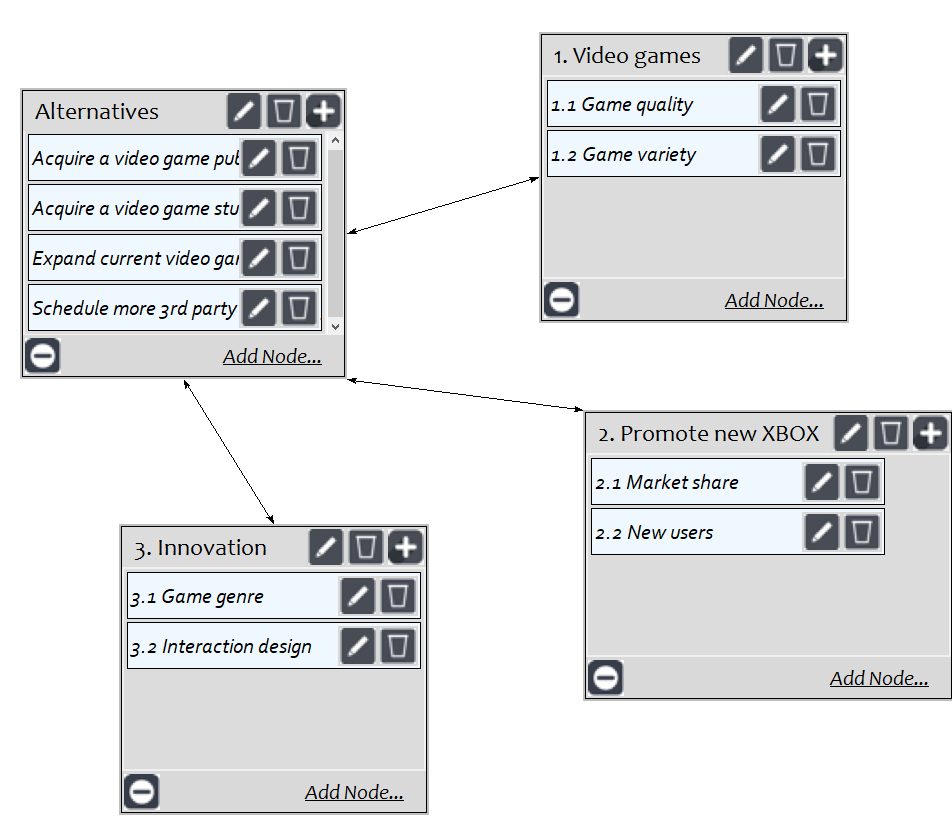 Alternatives
Acquire a video game pub
Acquire a video game stu
Expand current video gam
Schedule more 3rd party
Add Node...
1. Video games
1.1 Game quality
1.2 Game variety
Add Node...
2. Promote new XBOX
2.1 Market share
2.2 New users
Add Node...
3. Innovation
3.1 Game genre
3.2 Interaction design
Add Node...